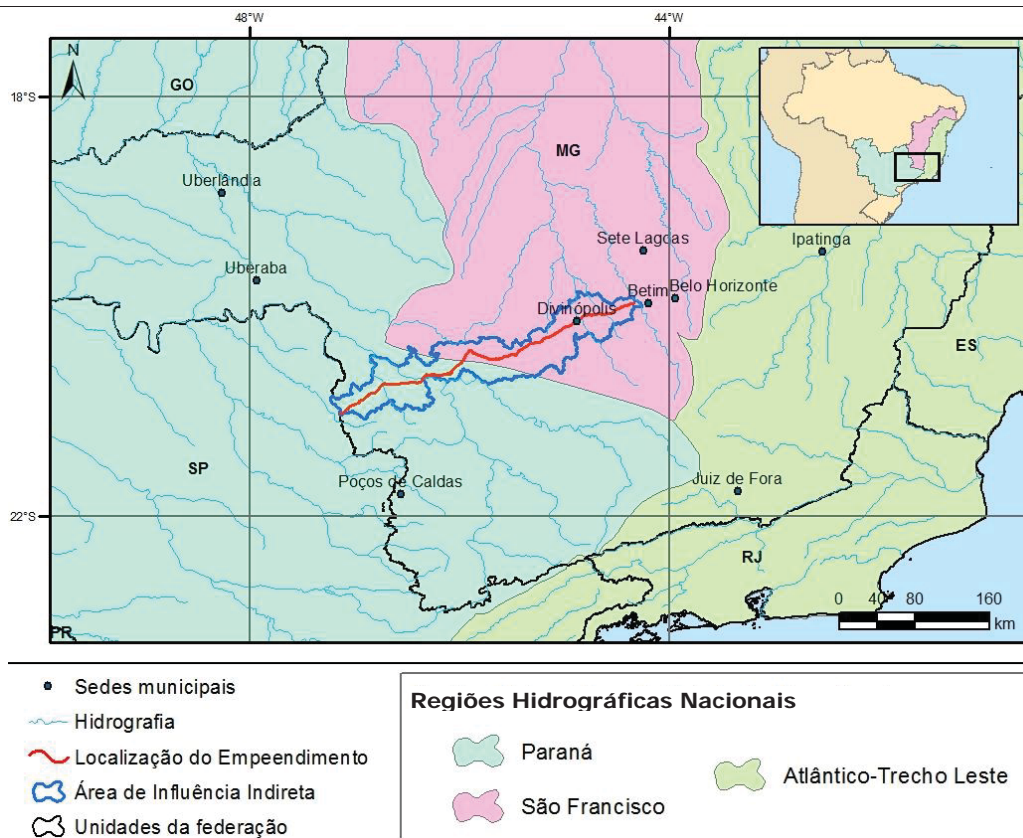 48°W
44°W
N
18°S
GO
MG
Uberlândia
Sete Lagoas
Ipatinga
Uberaba
Betim
Belo Horizonte
Divinópolis
ES
SP
Poços de Caldas
Juiz de Fora
22°S
RJ
0 40 80 160
km
PR
Sedes municipais
Hidrografia
Localização do Empeendimento
Área de Influência Indireta
Unidades da federação
Regiões Hidrográficas Nacionais
Paraná
São Francisco
Atlântico-Trecho Leste